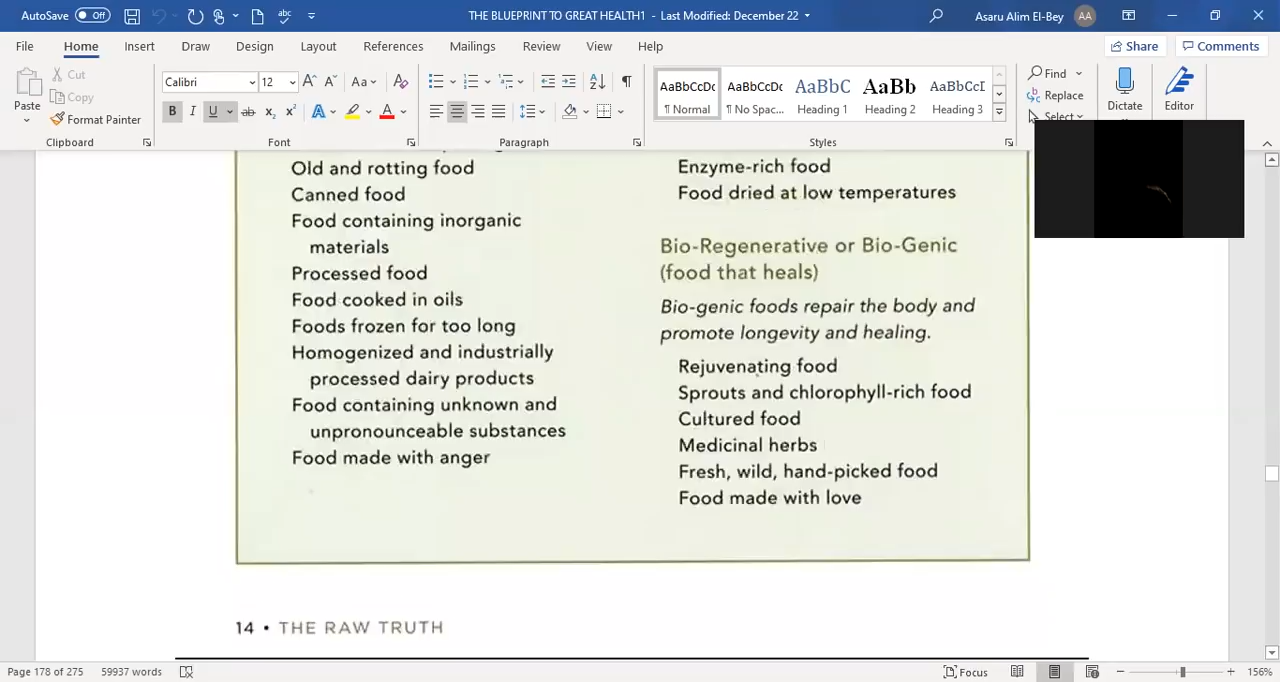 AutoSave Off
THE BLUEPRINT TO GREAT HEALTH1 - Last Modified: December 22
Asaru Alim El-Bey AA
File Home Insert Draw Design Layout References Mailings Review View Help
Share Comments
Paste
Cut
Copy
Format Painter
Calibri 12
Aa
B I U ab x₂ x² A A
AaBbCcDc AaBbCcDc AaBbC AaBb AaBbCcI
¶ Normal ¶ No Spac... Heading 1 Heading 2 Heading 3
Find
Replace
Select
Dictate
Editor
Clipboard Font Paragraph Styles
Old and rotting food
Canned food
Food containing inorganic
materials
Processed food
Food cooked in oils
Foods frozen for too long
Homogenized and industrially
processed dairy products
Food containing unknown and
unpronounceable substances
Food made with anger
Enzyme-rich food
Food dried at low temperatures
Bio-Regenerative or Bio-Genic
(food that heals)
Bio-genic foods repair the body and
promote longevity and healing.
Rejuvenating food
Sprouts and chlorophyll-rich food
Cultured food
Medicinal herbs
Fresh, wild, hand-picked food
Food made with love
14 • THE RAW TRUTH
Page 178 of 275 59937 words
Focus
156%